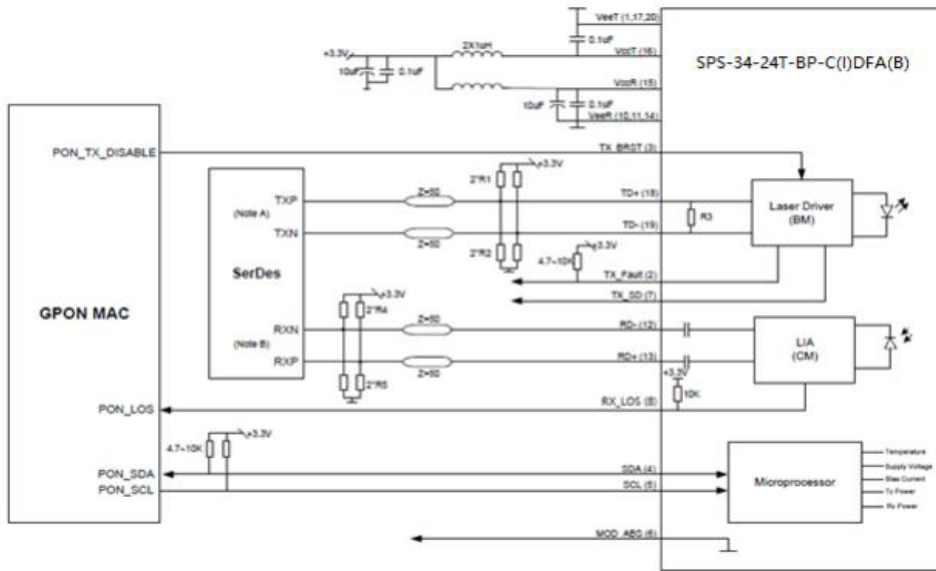 VeeT (1,17,20)
0.1uF
+3.3V
2X1uH
VccT (16)
SPS-34-24T-BP-C(I)DFA(B)
10uF
0.1uF
VccR (15)
10uF
0.1uF
VeeR (10,11,14)
PON_TX_DISABLE
TX_BRST (3)
+3.3V
2*R1
TXP
Z=50
TD+ (18)
Laser Driver
(BM)
(Note A)
R3
TXN
Z=50
TD- (19)
SerDes
2*R2
+3.3V
4.7~10K
TX_Fault (2)
TX_SD (7)
GPON MAC
+3.3V
2*R4
RXN
Z=50
RD- (12)
LIA
(CM)
(Note B)
RXP
Z=50
RD+ (13)
2*R5
+3.3V
10K
PON_LOS
RX_LOS (8)
+3.3V
4.7~10K
PON_SDA
SDA (4)
PON_SCL
SCL (5)
Microprocessor
Temperature
Supply Voltage
Bias Current
Tx Power
Rx Power
MOD_ABS (6)